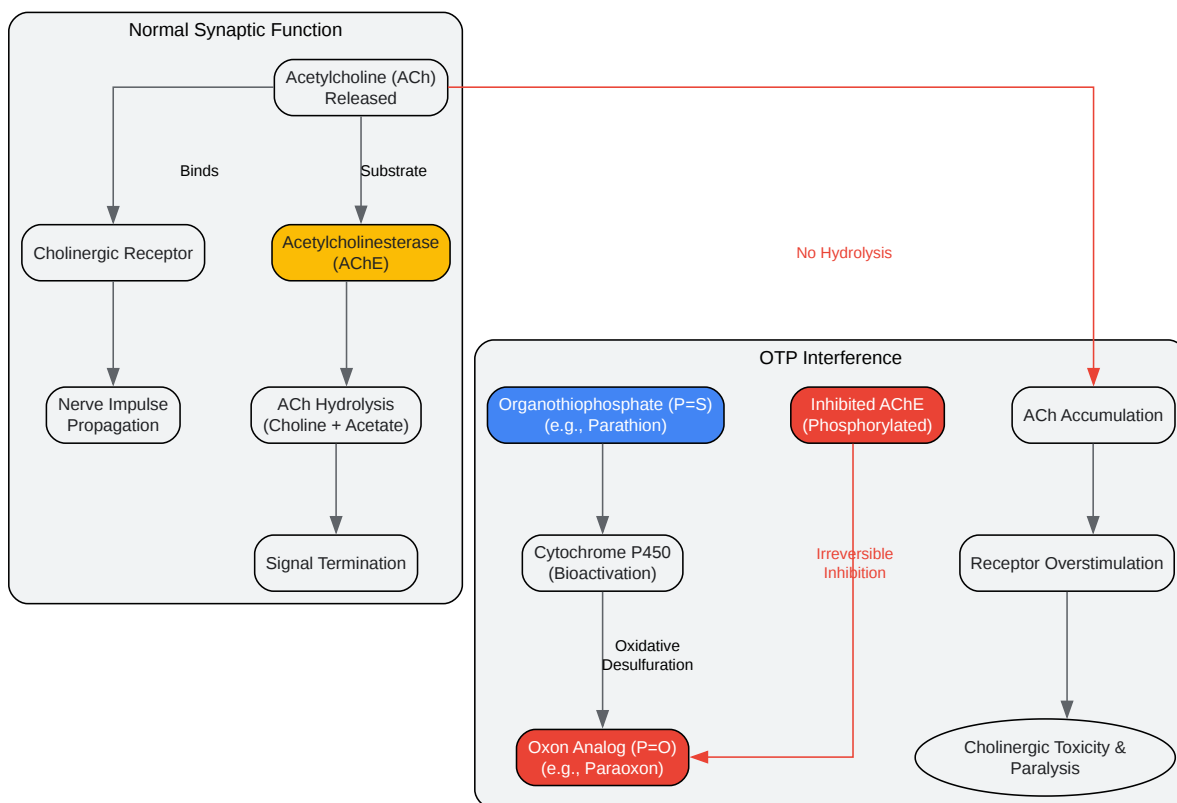 Normal Synaptic Function
Acetylcholine (ACh)
Released
Binds
Substrate
Cholinergic Receptor
Acetylcholinesterase
(AChE)
No Hydrolysis
Nerve Impulse
Propagation
ACh Hydrolysis
(Choline + Acetate)
Signal Termination
OTP Interference
Organothiophosphate (P=S)
(e.g., Parathion)
Inhibited AChE
(Phosphorylated)
ACh Accumulation
Cytochrome P450
(Bioactivation)
Irreversible
Inhibition
Receptor Overstimulation
Oxidative
Desulfuration
Oxon Analog (P=O)
(e.g., Paraoxon)
Cholinergic Toxicity &
Paralysis